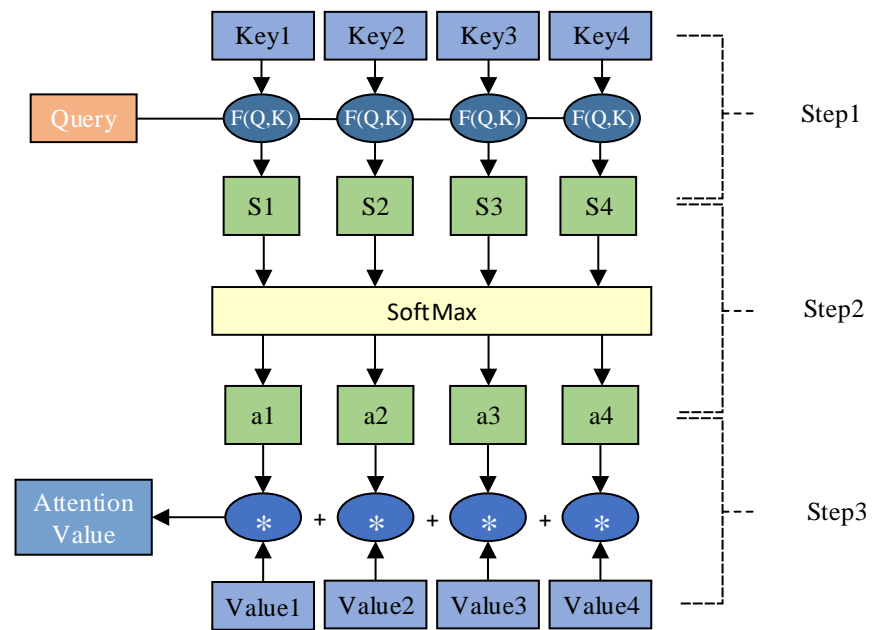 Key1 Key2 Key3 Key4
Query F(Q,K) F(Q,K) F(Q,K) F(Q,K) Step1
S1 S2 S3 S4
SoftMax Step2
a1 a2 a3 a4
Attention
Value
* + * + * + * Step3
Value1 Value2 Value3 Value4